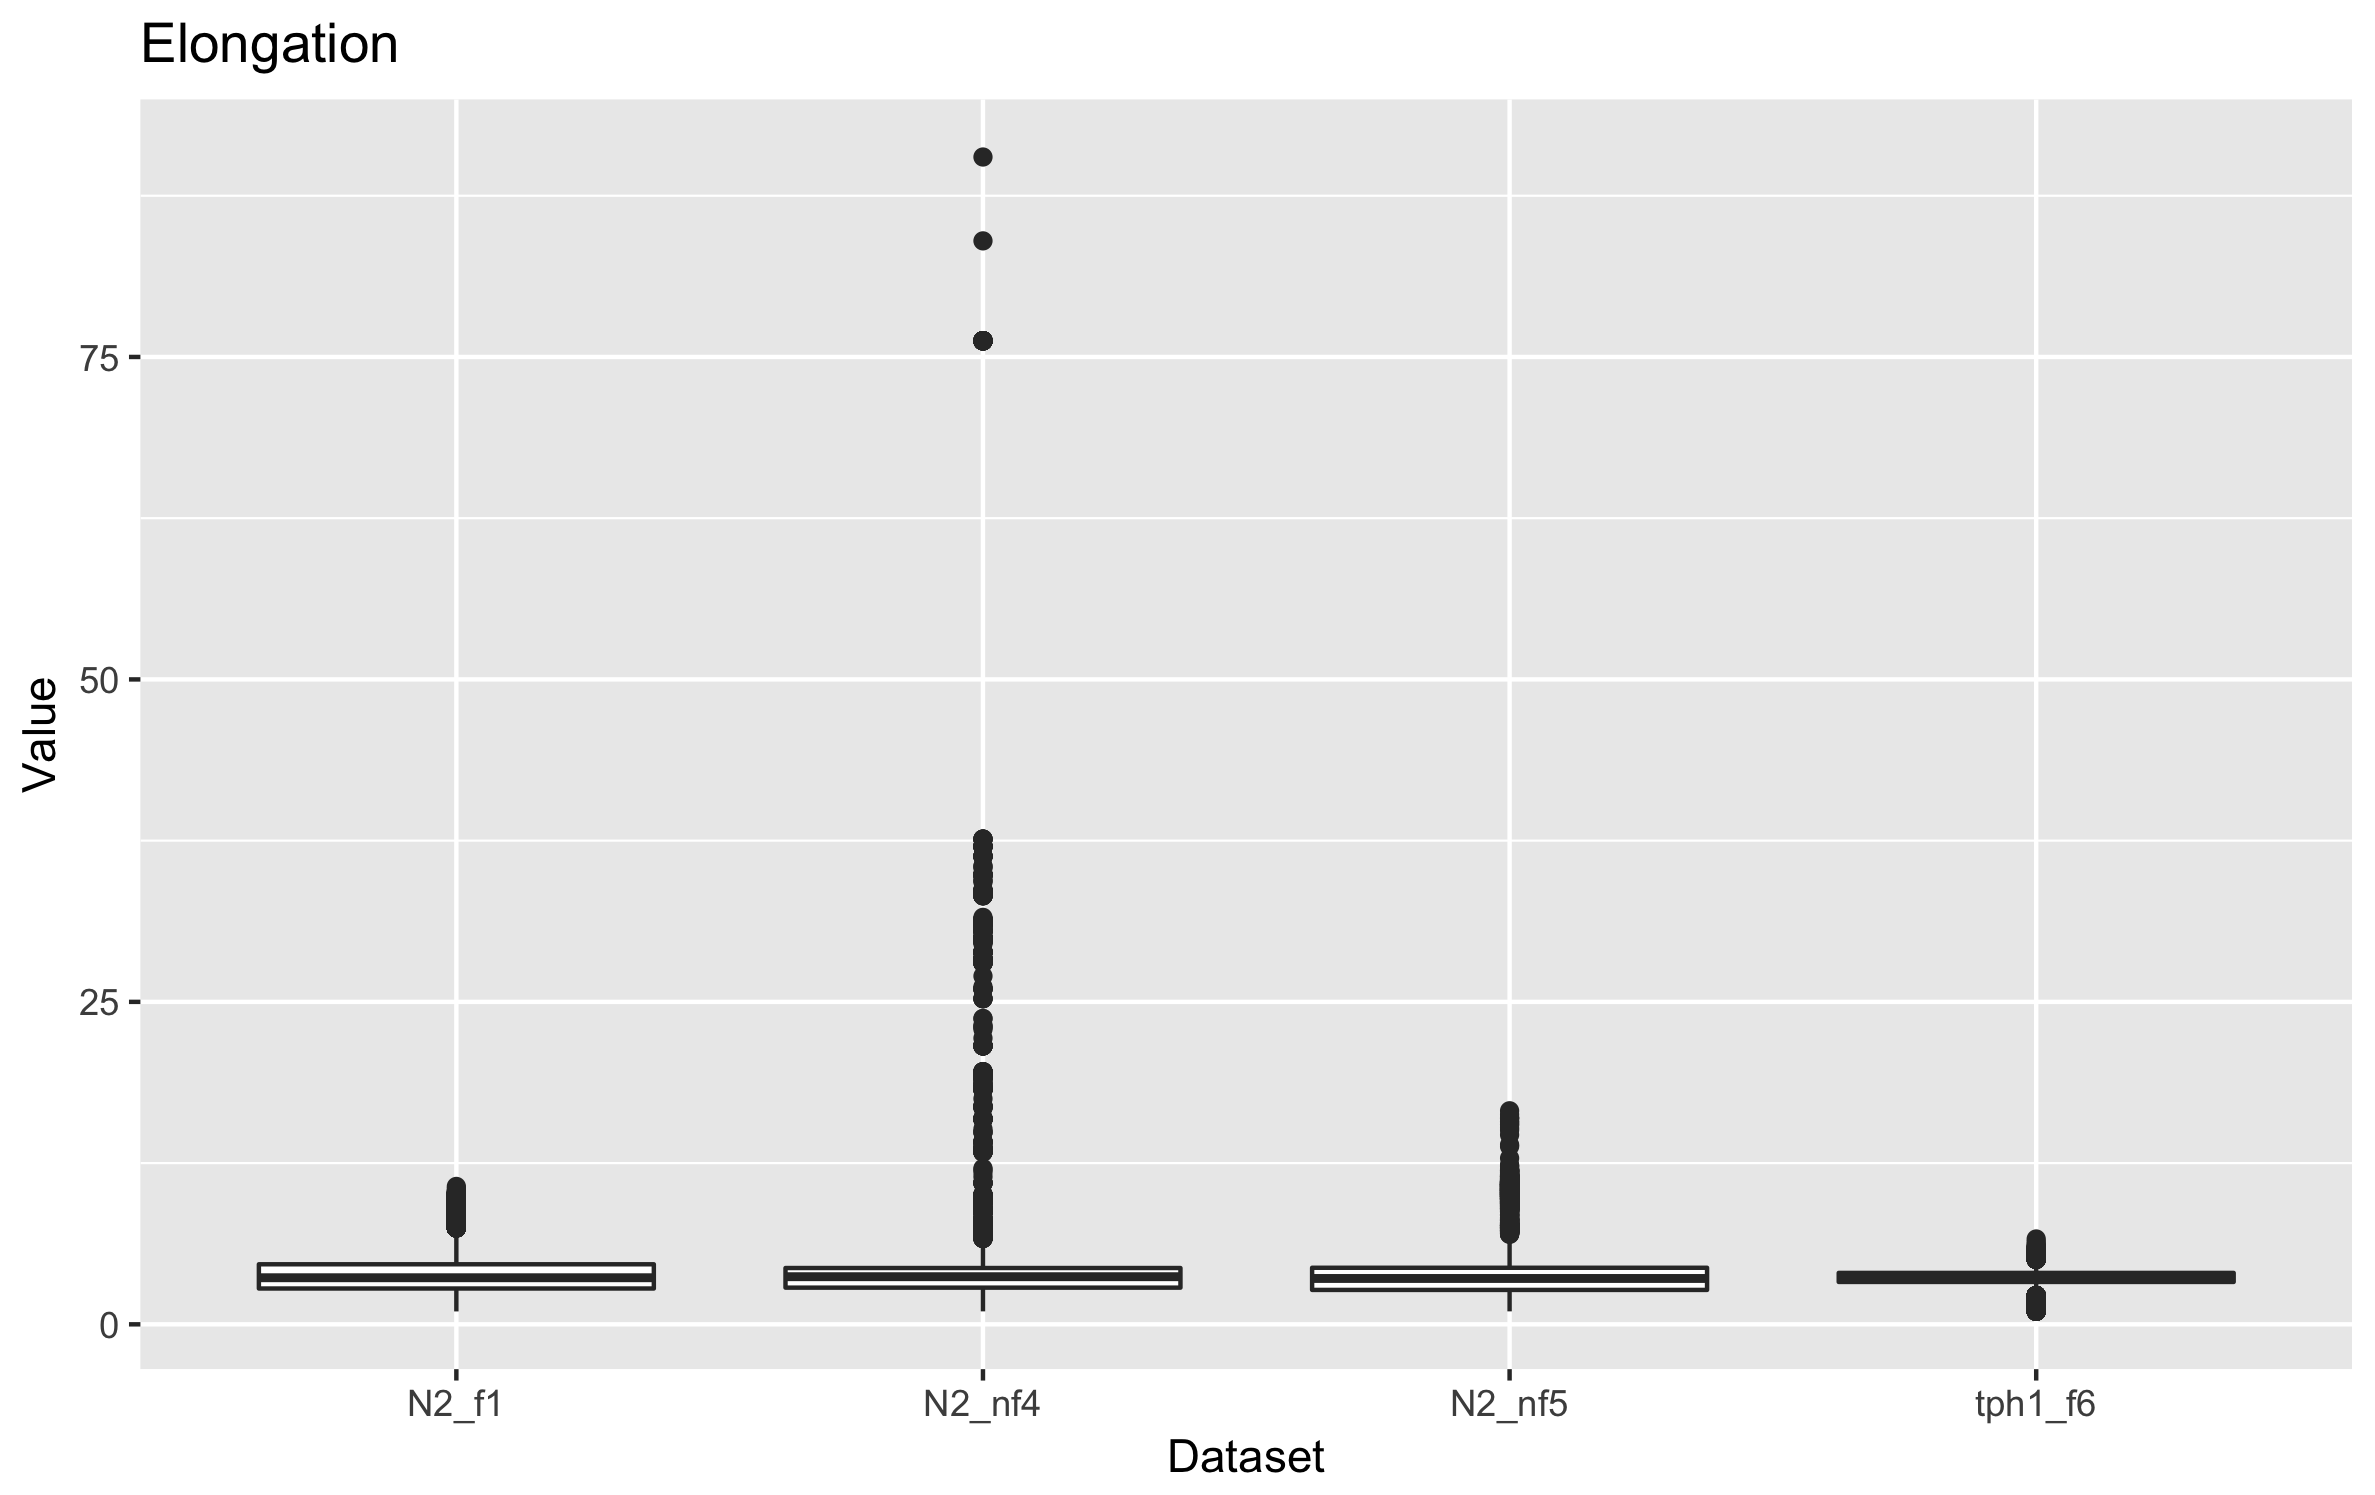 Elongation
Value
75
50
25
0
N2_f1
N2_nf4
N2_nf5
tph1_f6
Dataset